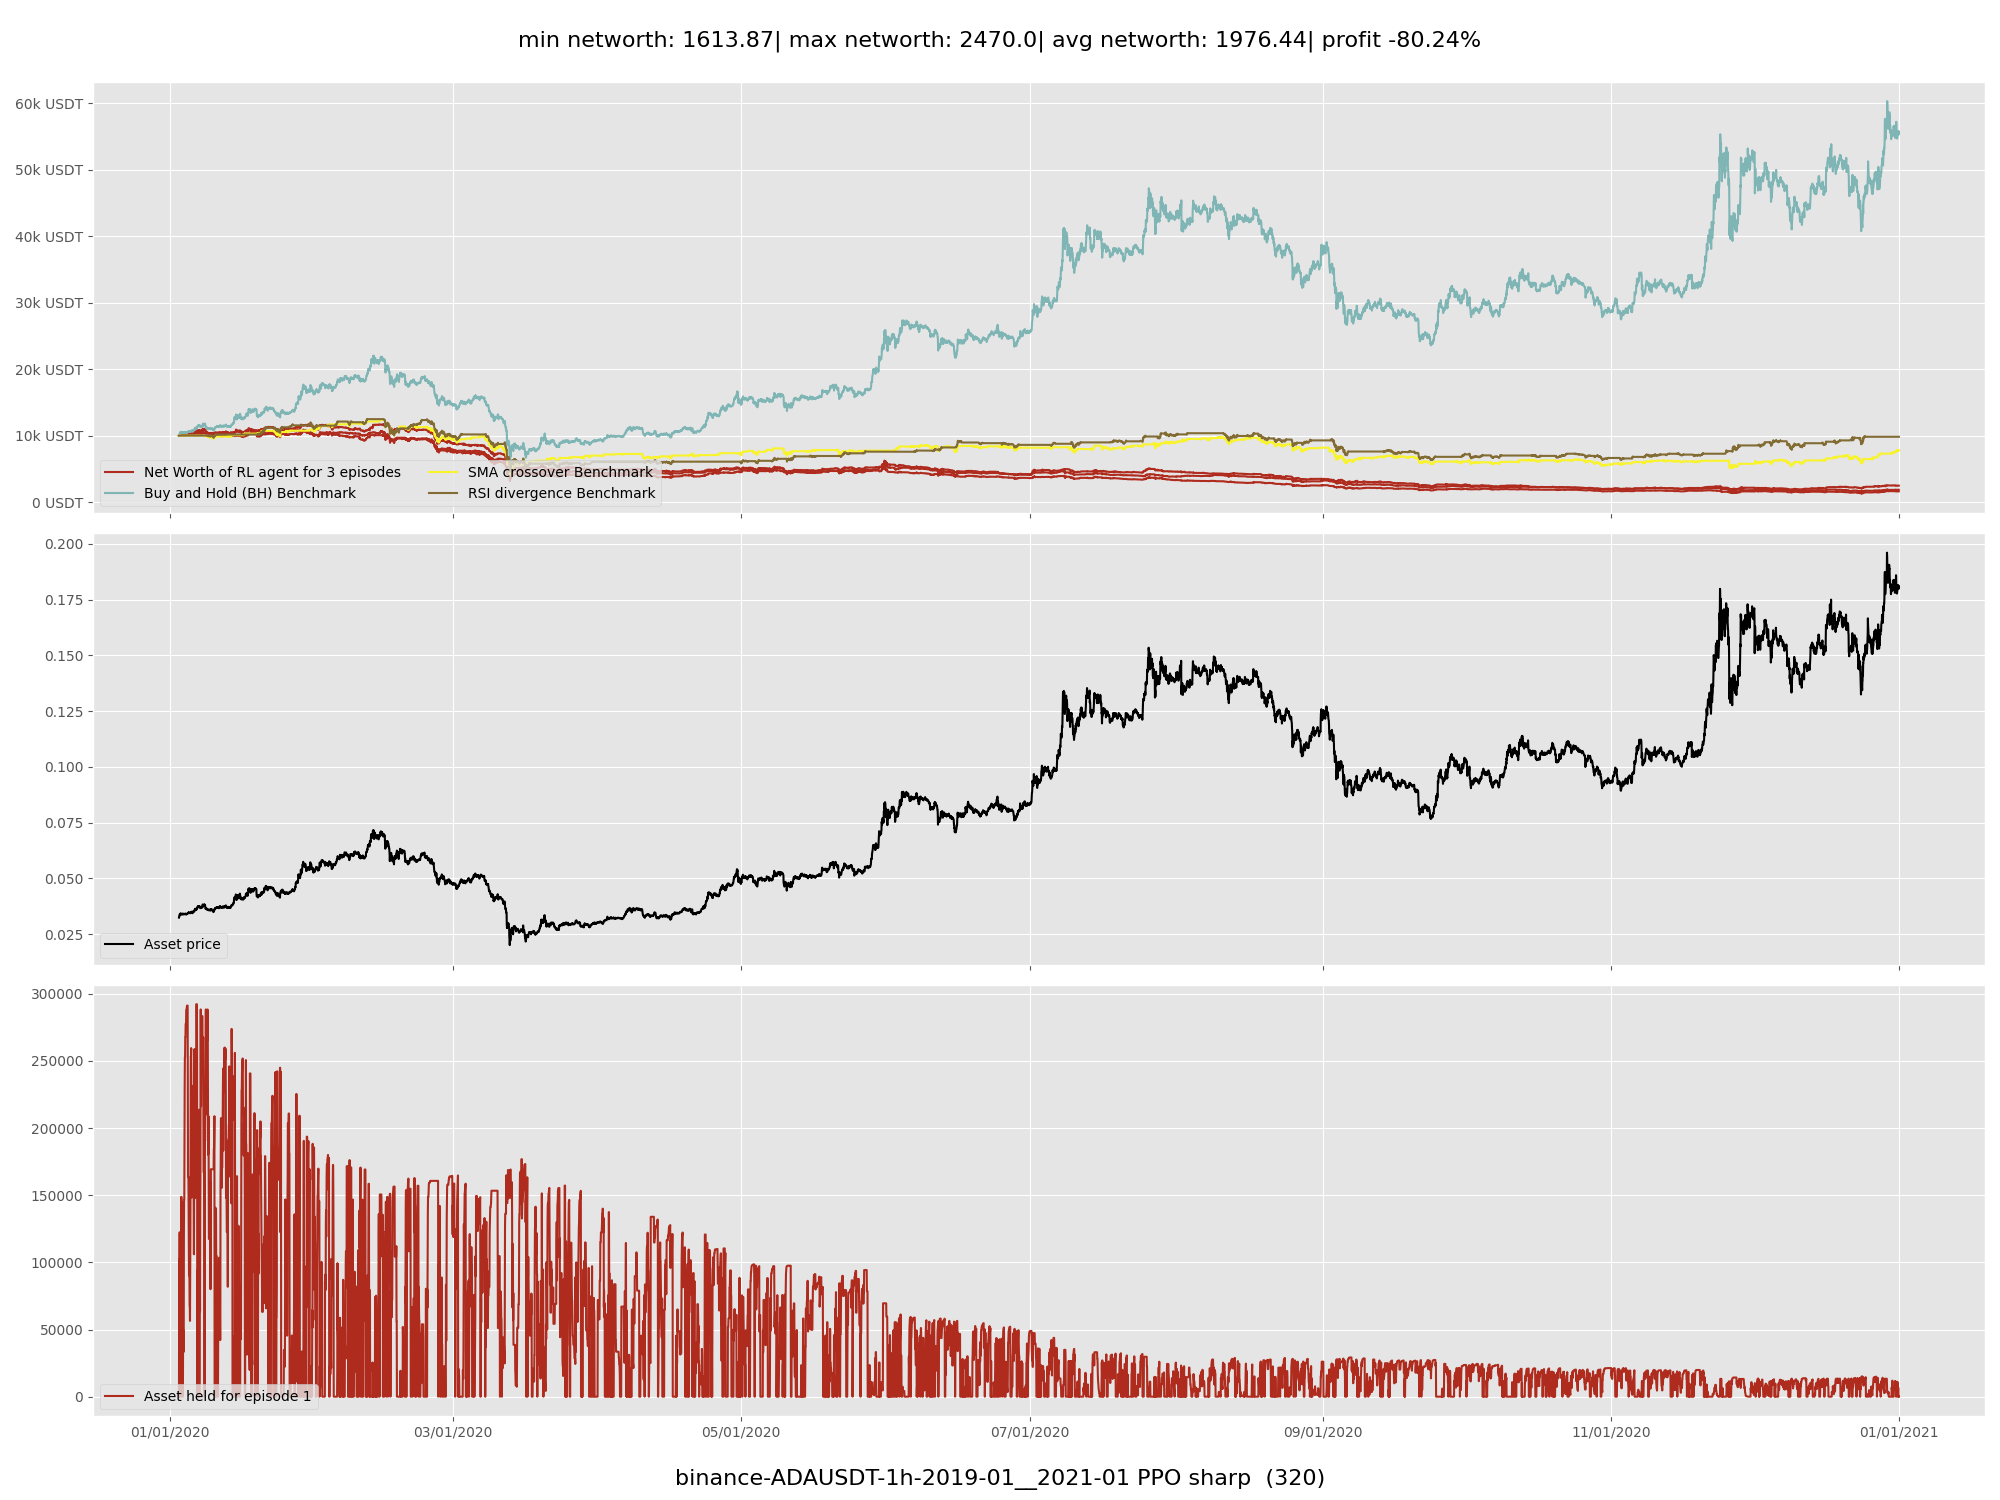 min networth: 1613.87| max networth: 2470.0| avg networth: 1976.44| profit -80.24%
60k USDT
50k USDT
40k USDT
30k USDT
20k USDT
10k USDT
0 USDT
Net Worth of RL agent for 3 episodes
Buy and Hold (BH) Benchmark
SMA crossover Benchmark
RSI divergence Benchmark
0.200
0.175
0.150
0.125
0.100
0.075
0.050
0.025
Asset price
300000
250000
200000
150000
100000
50000
0
Asset held for episode 1
01/01/2020 03/01/2020 05/01/2020 07/01/2020 09/01/2020 11/01/2020 01/01/2021
binance-ADAUSDT-1h-2019-01__2021-01 PPO sharp (320)